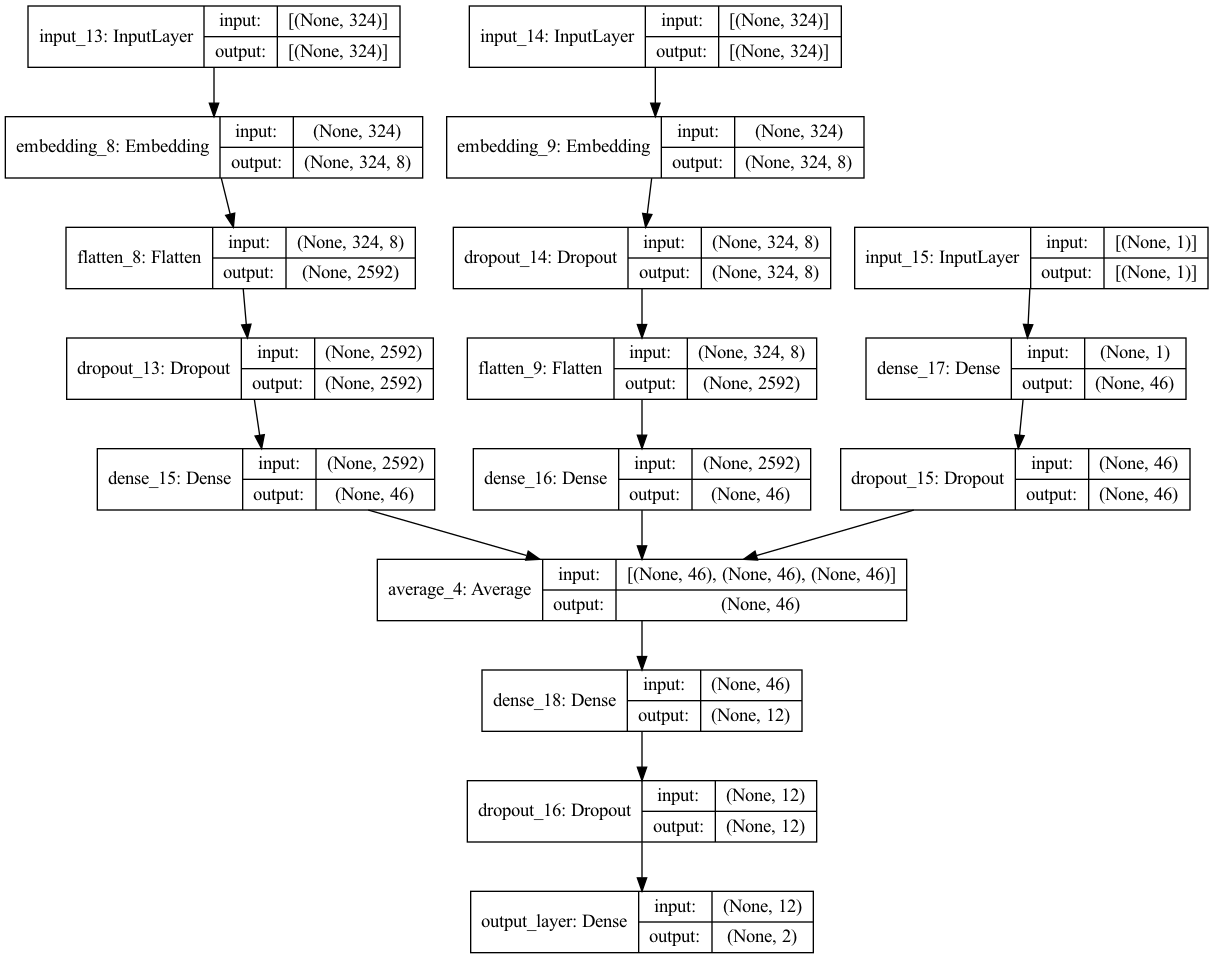 input_13: InputLayer
input: [(None, 324)]
output: [(None, 324)]
input_14: InputLayer
input: [(None, 324)]
output: [(None, 324)]
embedding_8: Embedding
input: (None, 324)
output: (None, 324, 8)
embedding_9: Embedding
input: (None, 324)
output: (None, 324, 8)
flatten_8: Flatten
input: (None, 324, 8)
output: (None, 2592)
dropout_14: Dropout
input: (None, 324, 8)
output: (None, 324, 8)
input_15: InputLayer
input: [(None, 1)]
output: [(None, 1)]
dropout_13: Dropout
input: (None, 2592)
output: (None, 2592)
flatten_9: Flatten
input: (None, 324, 8)
output: (None, 2592)
dense_17: Dense
input: (None, 1)
output: (None, 46)
dense_15: Dense
input: (None, 2592)
output: (None, 46)
dense_16: Dense
input: (None, 2592)
output: (None, 46)
dropout_15: Dropout
input: (None, 46)
output: (None, 46)
average_4: Average
input: [(None, 46), (None, 46), (None, 46)]
output: (None, 46)
dense_18: Dense
input: (None, 46)
output: (None, 12)
dropout_16: Dropout
input: (None, 12)
output: (None, 12)
output_layer: Dense
input: (None, 12)
output: (None, 2)